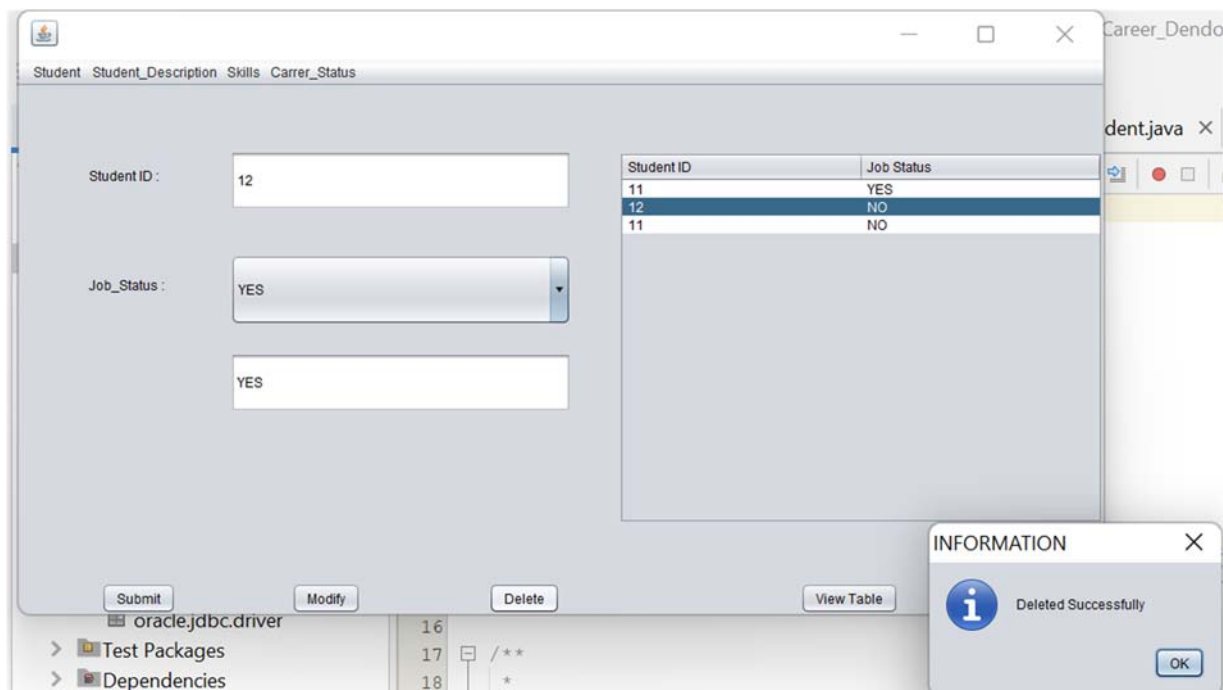 Career_Dendo
Student Student_Description Skills Carrer_Status
dent.java
Student ID :
12
Job_Status :
YES
YES
Student ID Job Status
11 YES
12 NO
11 NO
Submit Modify Delete View Table
INFORMATION
Deleted Successfully
OK
oracle.jdbc.driver
Test Packages
Dependencies
16
17 /**
18 *